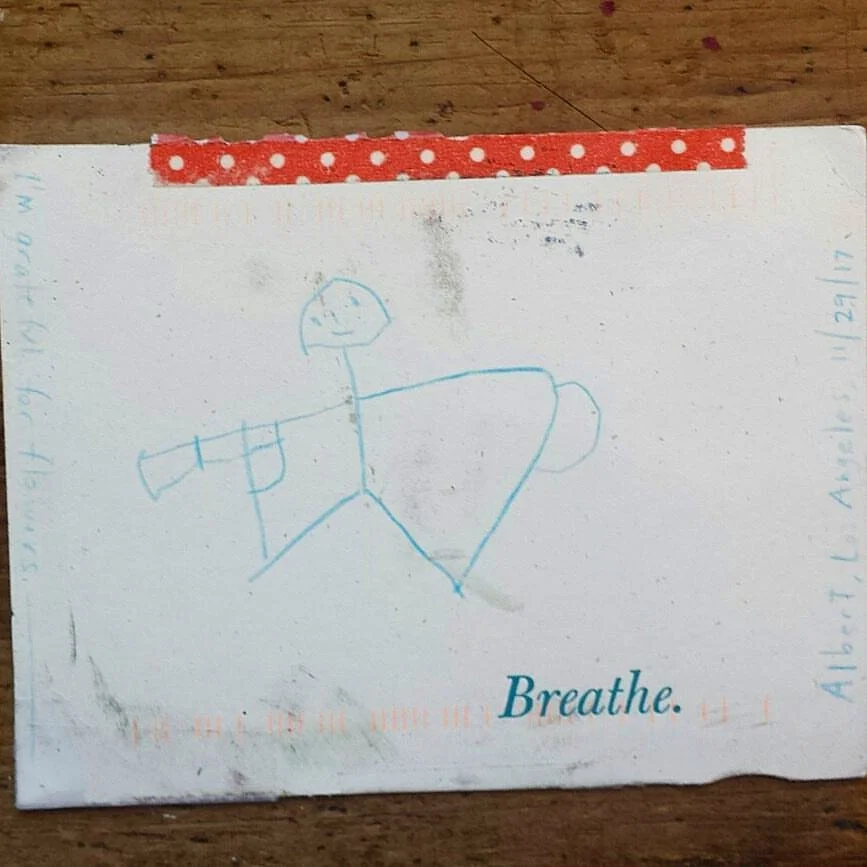 I'm grateful for flowers.
Breathe.
Albert, Los Angeles, 11/29/17